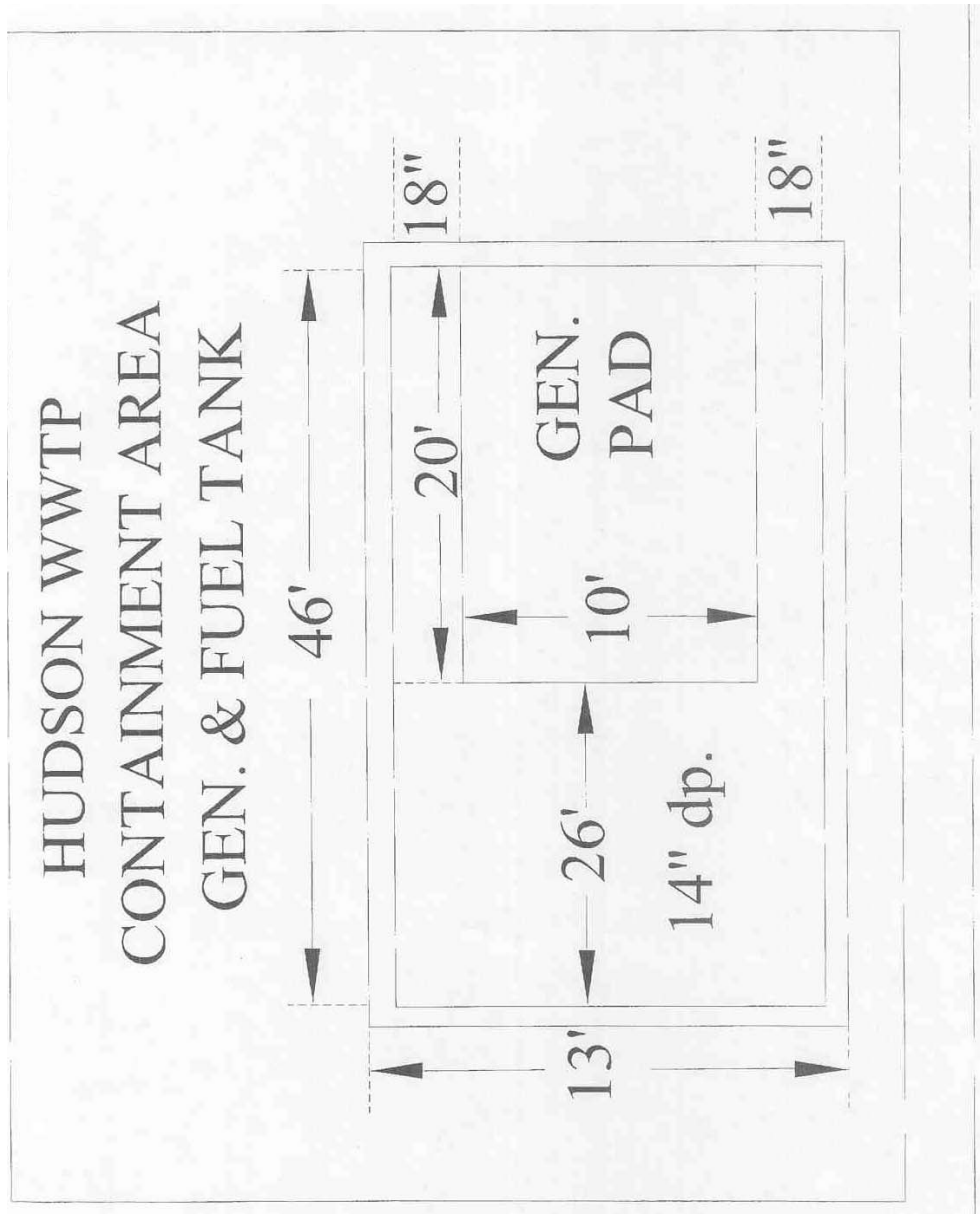 HUDSON WWTP
CONTAINMENT AREA
GEN. & FUEL TANK
46'
20'
18"
18"
GEN.
PAD
10'
26'
14" dp.
13'